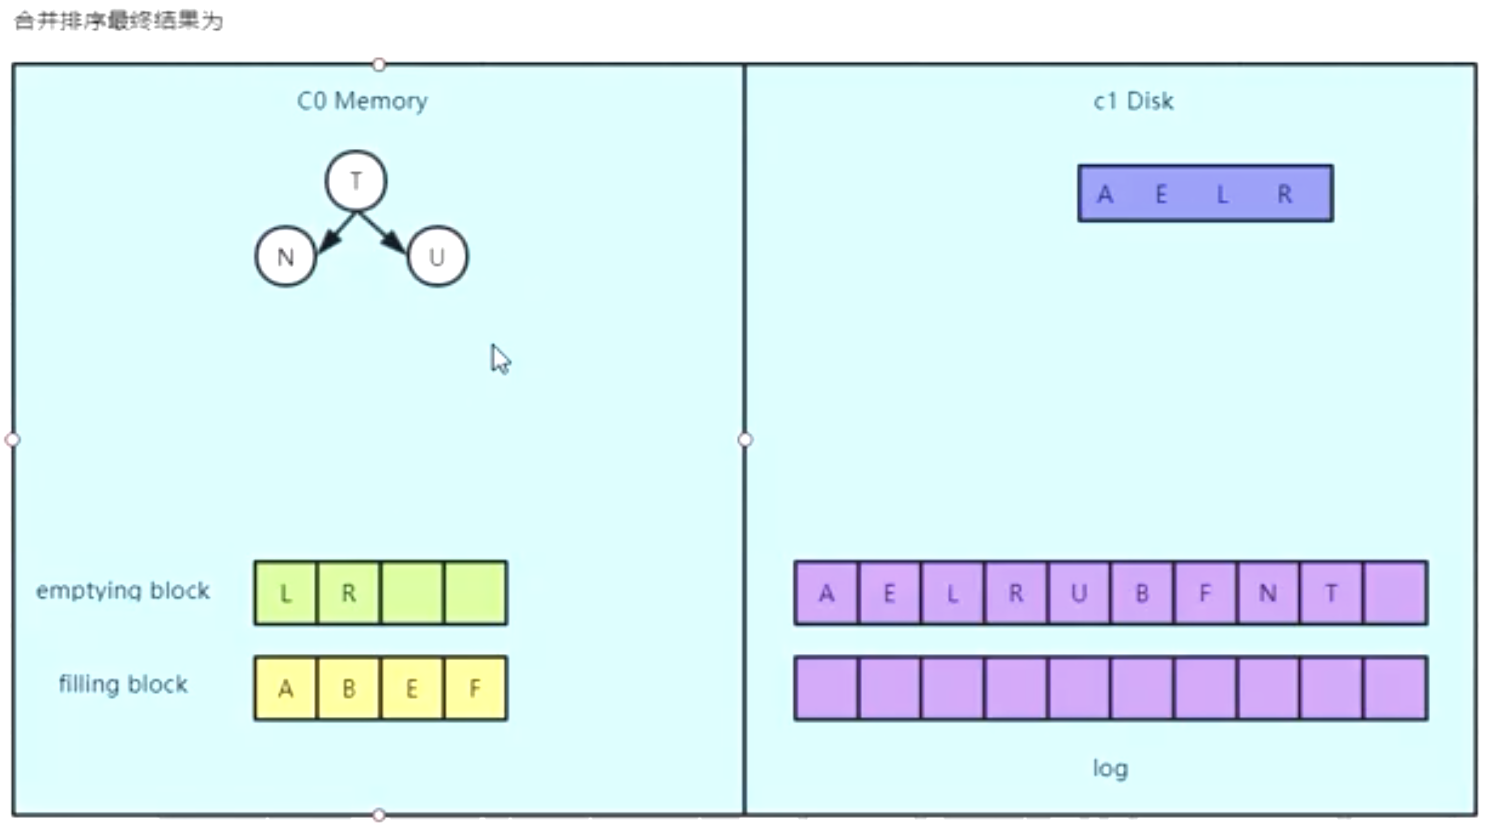 合并排序最终结果为
C0 Memory
c1 Disk
T
A E L R
N U
emptying block
L R
A E L R U B F N T
filling block
A B E F
log